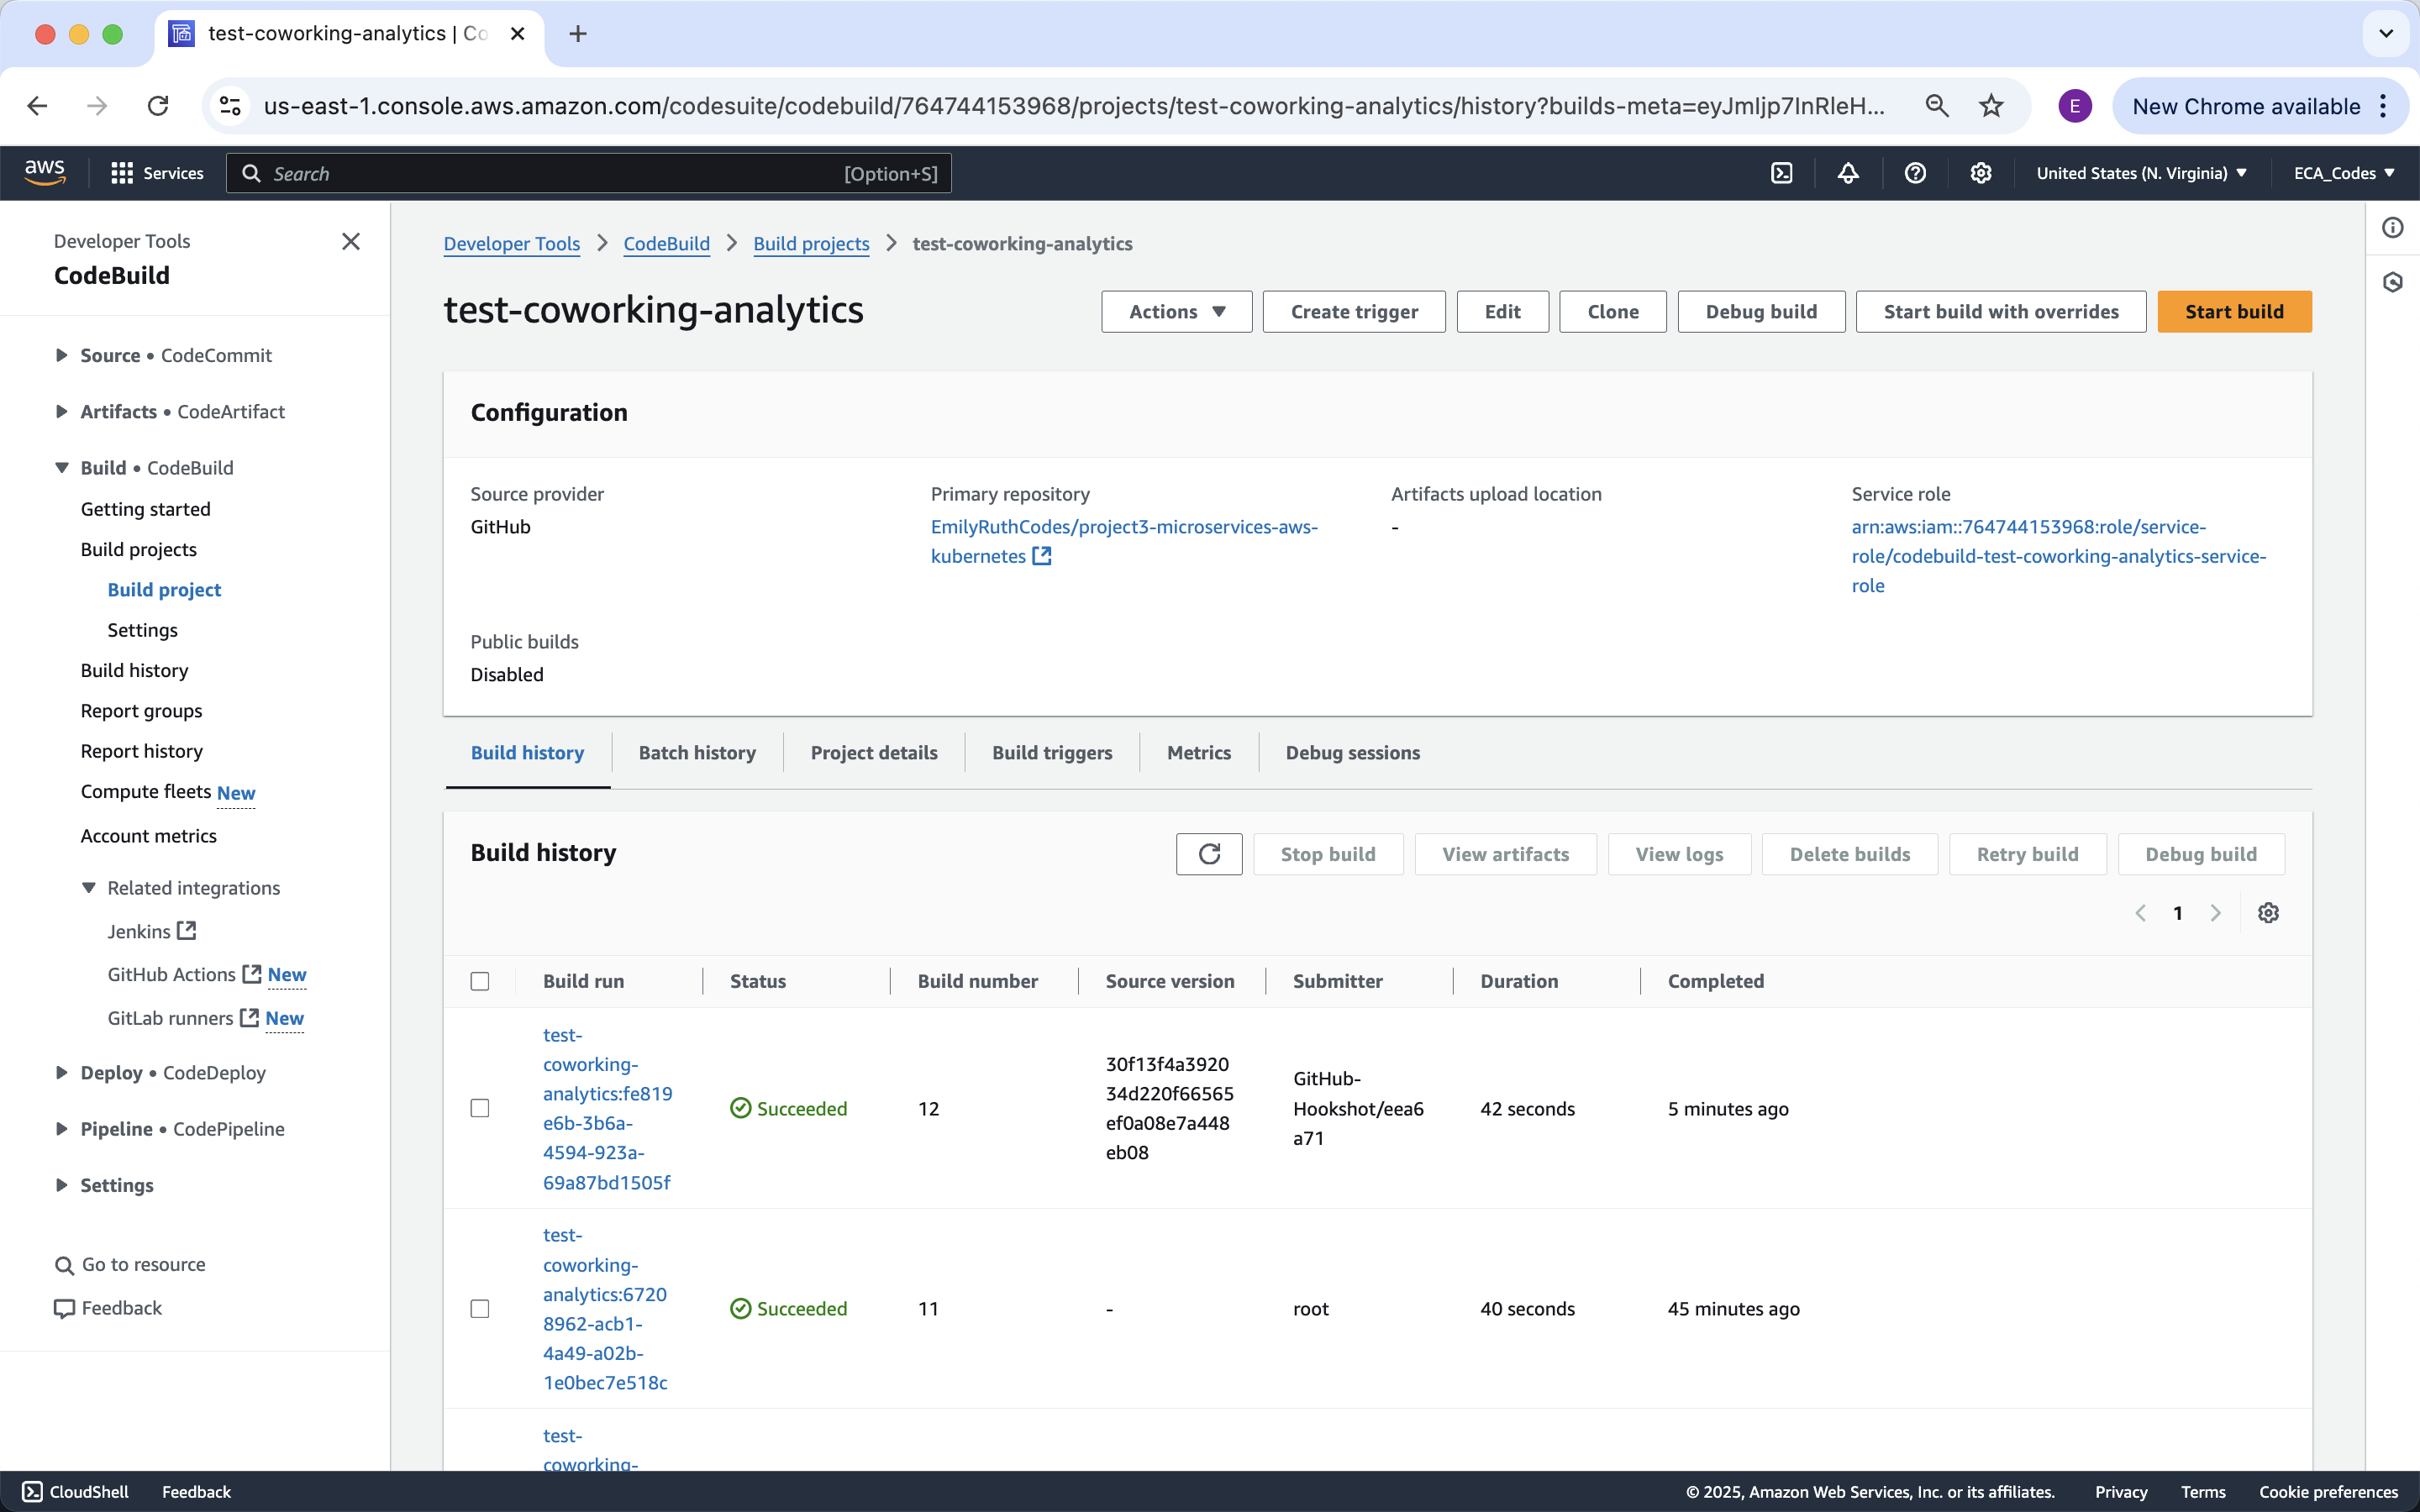 test-coworking-analytics | Co
us-east-1.console.aws.amazon.com/codesuite/codebuild/764744153968/projects/test-coworking-analytics/history?builds-meta=eyJmIjp7InRleH...
E
New Chrome available
aws
Services
Search
[Option+S]
United States (N. Virginia)
ECA_Codes
Developer Tools
CodeBuild
Source • CodeCommit
Artifacts • CodeArtifact
Build • CodeBuild
Getting started
Build projects
Build project
Settings
Build history
Report groups
Report history
Compute fleets New
Account metrics
Related integrations
Jenkins
GitHub Actions New
GitLab runners New
Deploy • CodeDeploy
Pipeline • CodePipeline
Settings
Go to resource
Feedback
Developer Tools > CodeBuild > Build projects > test-coworking-analytics
test-coworking-analytics
Actions
Create trigger
Edit
Clone
Debug build
Start build with overrides
Start build
Configuration
Source provider
GitHub
Primary repository
EmilyRuthCodes/project3-microservices-aws-
kubernetes
Artifacts upload location
-
Service role
arn:aws:iam::764744153968:role/service-
role/codebuild-test-coworking-analytics-service-
role
Public builds
Disabled
Build history
Batch history
Project details
Build triggers
Metrics
Debug sessions
Build history
Stop build
View artifacts
View logs
Delete builds
Retry build
Debug build
1
Build run
Status
Build number
Source version
Submitter
Duration
Completed
test-
coworking-
analytics:fe819
e6b-3b6a-
4594-923a-
69a87bd1505f
Succeeded
12
30f13f4a3920
34d220f66565
ef0a08e7a448
eb08
GitHub-
Hookshot/eea6
a71
42 seconds
5 minutes ago
test-
coworking-
analytics:6720
8962-acb1-
4a49-a02b-
1e0bec7e518c
Succeeded
11
-
root
40 seconds
45 minutes ago
test-
coworking-
CloudShell
Feedback
© 2025, Amazon Web Services, Inc. or its affiliates.
Privacy
Terms
Cookie preferences